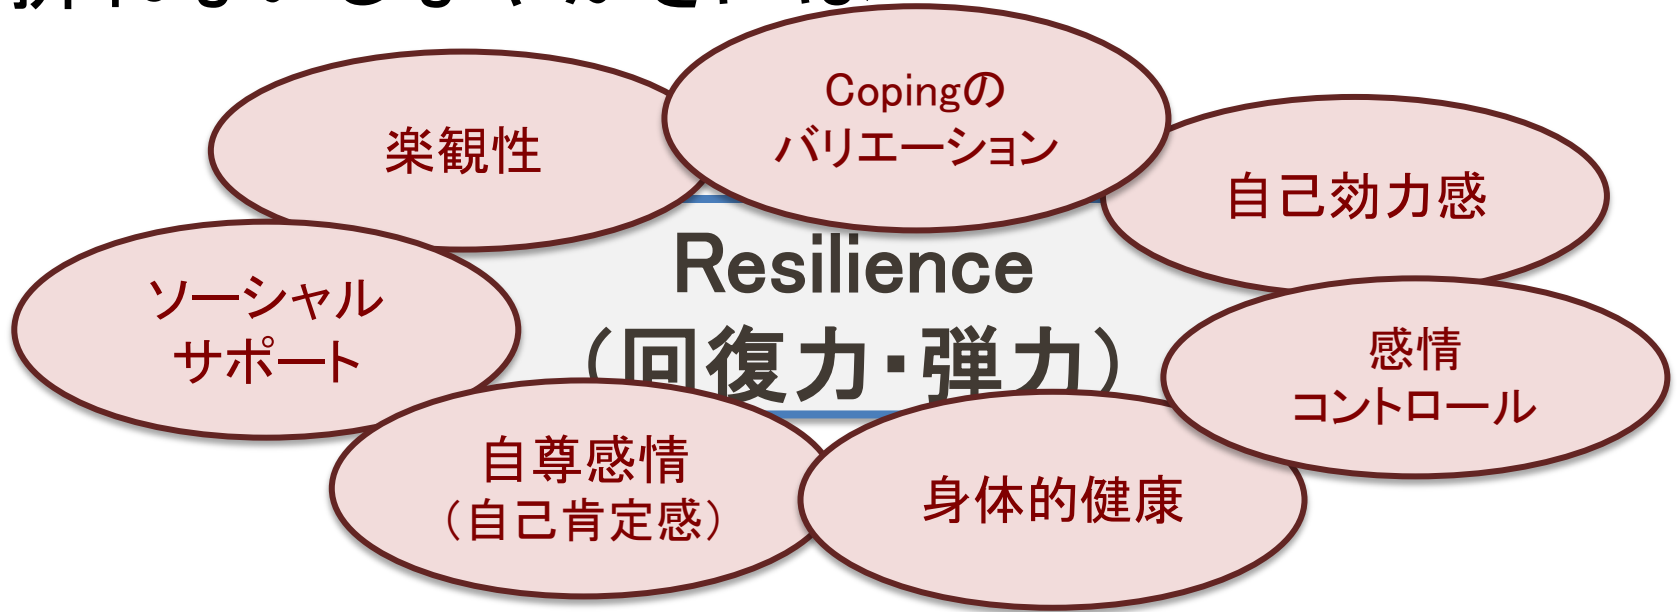 楽観性
Copingの
バリエーション
自己効力感
Resilience
（回復力・弾力）
ソーシャル
サポート
感情
コントロール
自尊感情
（自己肯定感）
身体的健康